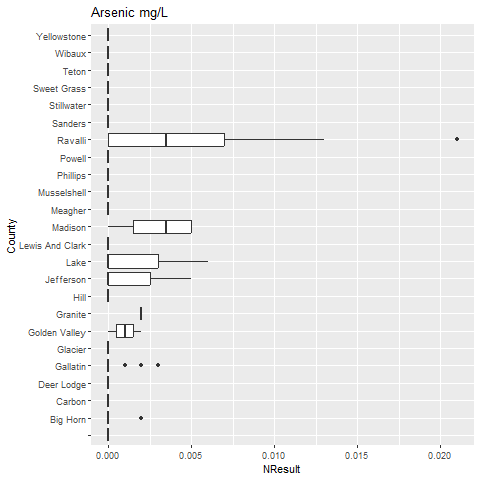 Arsenic mg/L
Yellowstone
Wibaux
Teton
Sweet Grass
Stillwater
Sanders
Ravalli
Powell
Phillips
Musselshell
Meagher
Madison
Lewis And Clark
Lake
Jefferson
Hill
Granite
Golden Valley
Glacier
Gallatin
Deer Lodge
Carbon
Big Horn
County
0.000 0.005 0.010 0.015 0.020
NResult